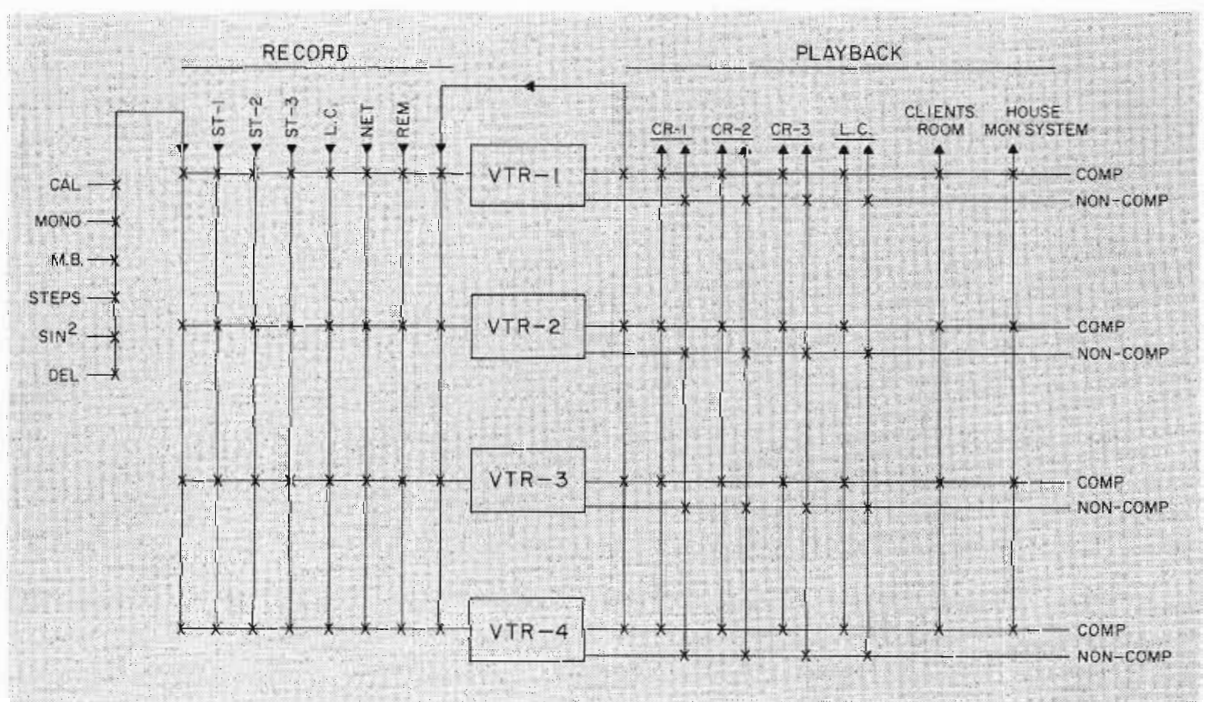 RECORD
PLAYBACK
ST-1
ST-2
ST-3
L.C.
NET
REM.
CR-1
CR-2
CR-3
L.C.
CLIENTS
ROOM
HOUSE
MON SYSTEM
CAL
MONO
M.B.
STEPS
SIN²
DEL
VTR-1
COMP
NON-COMP
VTR-2
COMP
NON-COMP
VTR-3
COMP
NON-COMP
VTR-4
COMP
NON-COMP